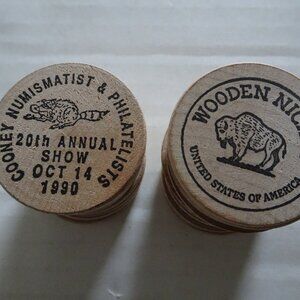 COONEY NUMISMATIST & PHILATELISTS
20th ANNUAL
SHOW
OCT 14
1990
WOODEN NIC
UNITED STATES OF AMERICA